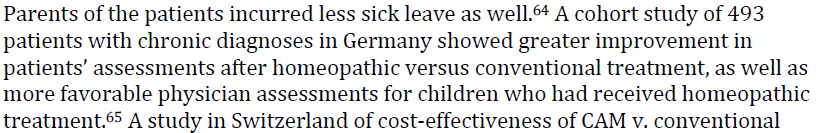 Parents of the patients incurred less sick leave as well.64 A cohort study of 493
patients with chronic diagnoses in Germany showed greater improvement in
patients’ assessments after homeopathic versus conventional treatment, as well as
more favorable physician assessments for children who had received homeopathic
treatment.65 A study in Switzerland of cost-effectiveness of CAM v. conventional